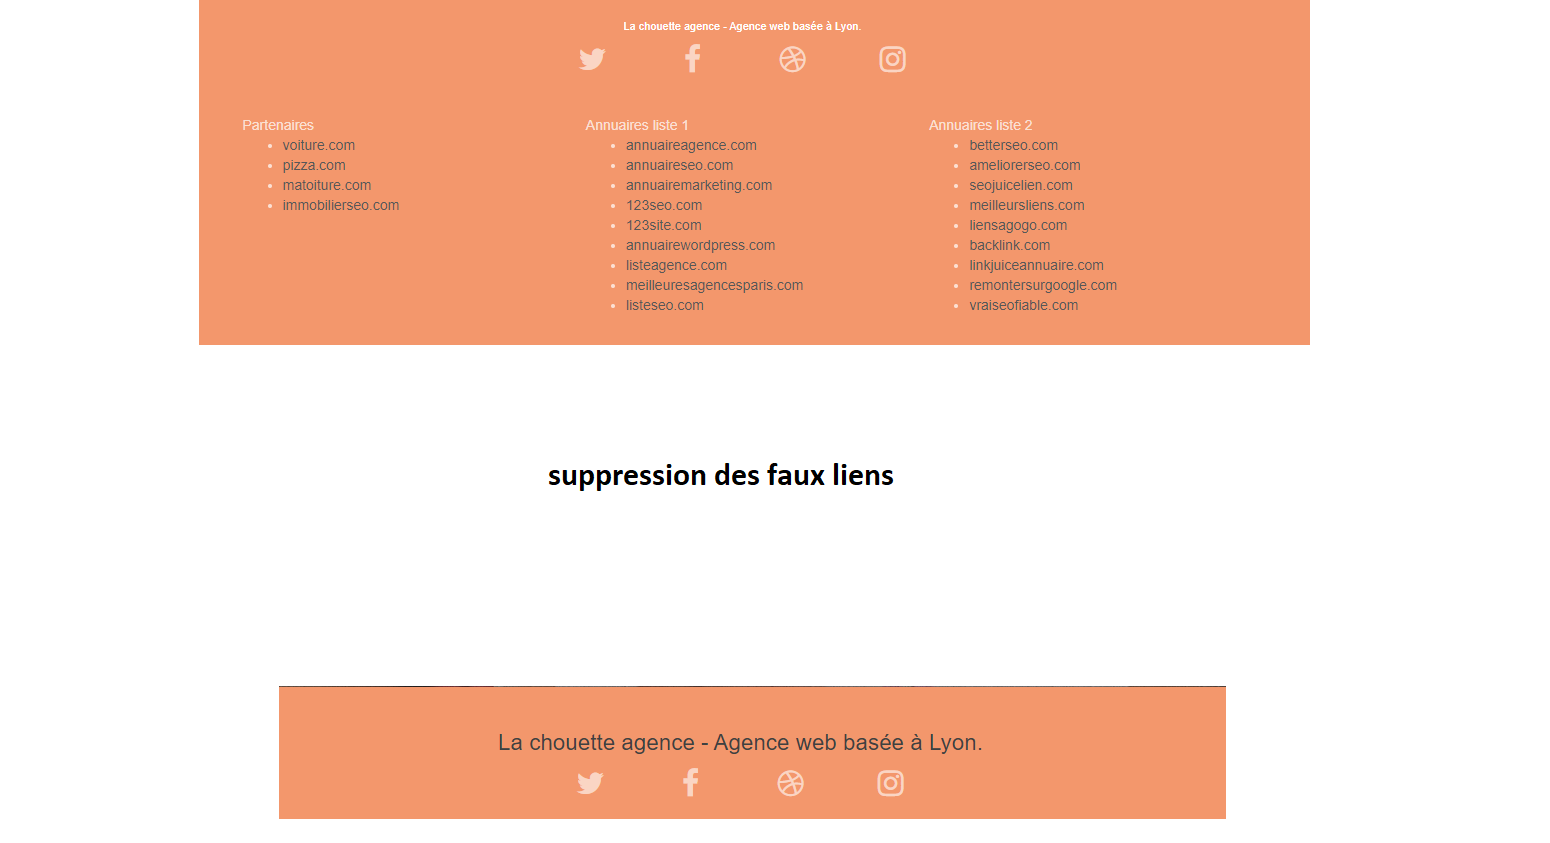 La chouette agence - Agence web basée à Lyon.
Partenaires
voiture.com
pizza.com
matoiture.com
immobilierseo.com
Annuaires liste 1
annuaireagence.com
annuaireseo.com
annuairemarketing.com
123seo.com
123site.com
annuairewordpress.com
listeagence.com
meilleuresagencesparis.com
listeseo.com
Annuaires liste 2
betterseo.com
ameliorerseo.com
seojuicelien.com
meilleursliens.com
liensagogo.com
backlink.com
linkjuiceannuaire.com
remontersurgoogle.com
vraiseofiable.com
suppression des faux liens
La chouette agence - Agence web basée à Lyon.